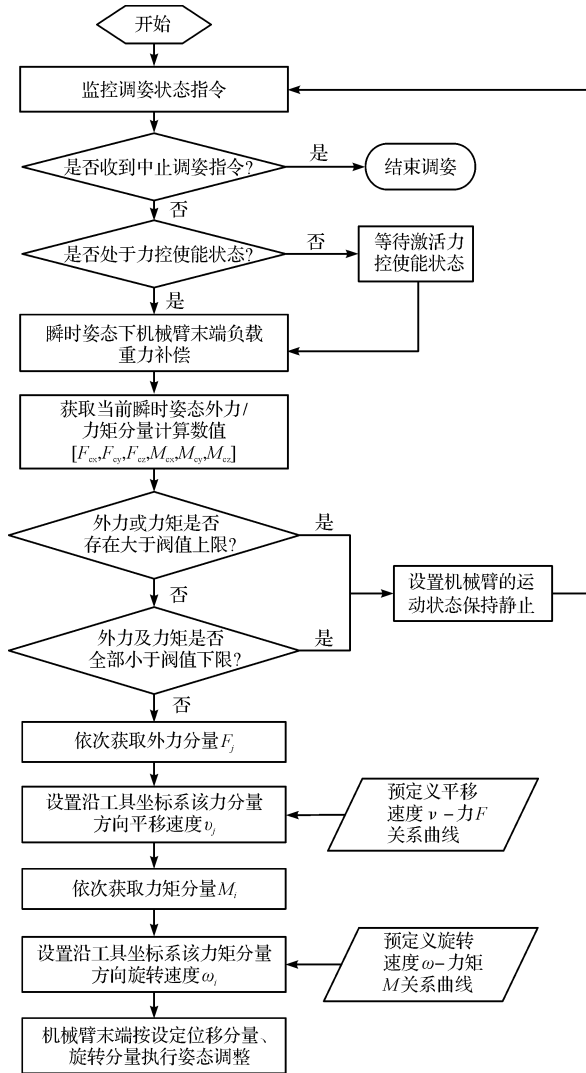 开始
监控调姿状态指令
是否收到中止调姿指令?
是
结束调姿
否
是否处于力控使能状态?
否
等待激活力
控使能状态
是
瞬时姿态下机械臂末端负载
重力补偿
获取当前瞬时姿态外力/
力矩分量计算数值
[Fcx,Fcy,Fcz,Mcx,Mcy,Mcz]
外力或力矩是否
存在大于阀值上限?
是
否
设置机械臂的运
动状态保持静止
外力及力矩是否
全部小于阀值下限?
是
否
依次获取外力分量Fj
设置沿工具坐标系该力分量
方向平移速度υj
预定义平移
速度ν-力F
关系曲线
依次获取力矩分量Mi
设置沿工具坐标系该力矩分量
方向旋转速度ωi
预定义旋转
速度ω-力矩
M关系曲线
机械臂末端按设定位移分量、
旋转分量执行姿态调整